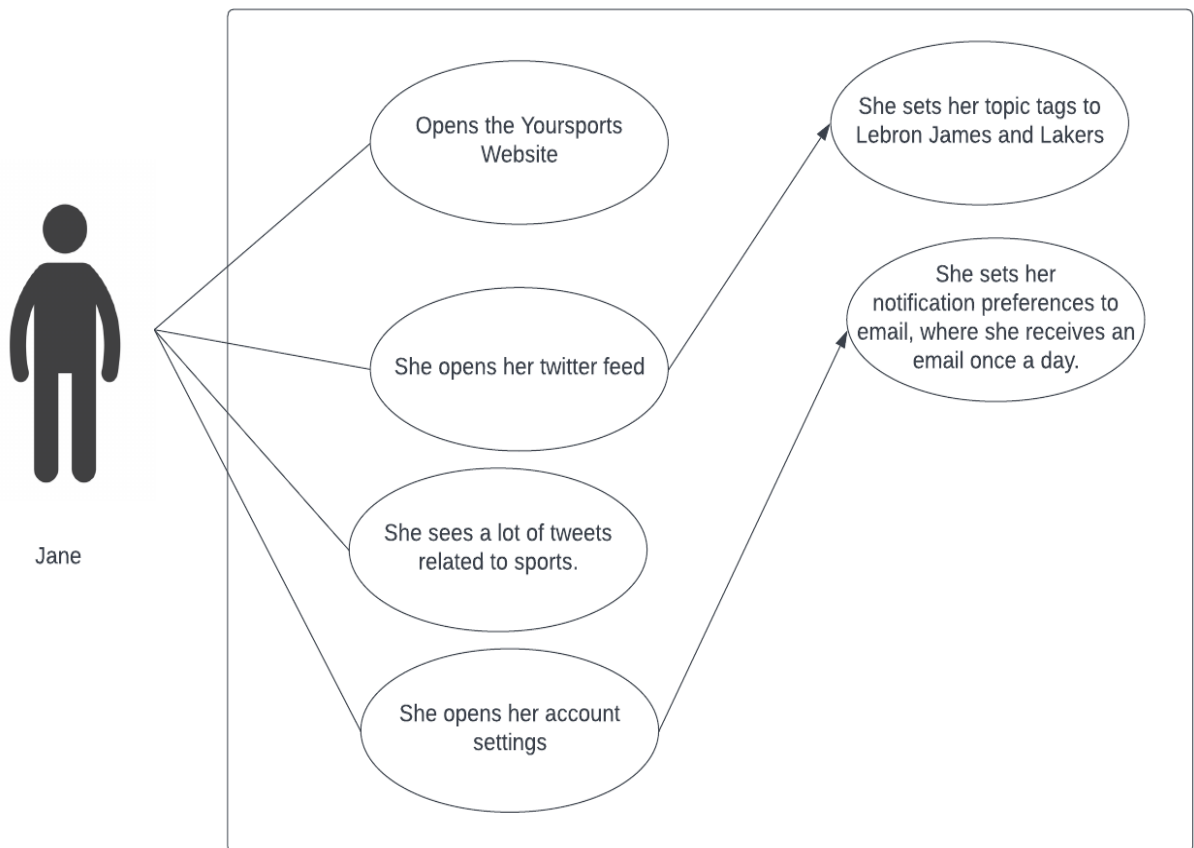 Opens the Yoursports
Website
She sets her topic tags to
Lebron James and Lakers
She opens her twitter feed
She sets her
notification preferences to
email, where she receives an
email once a day.
She sees a lot of tweets
related to sports.
Jane
She opens her account
settings